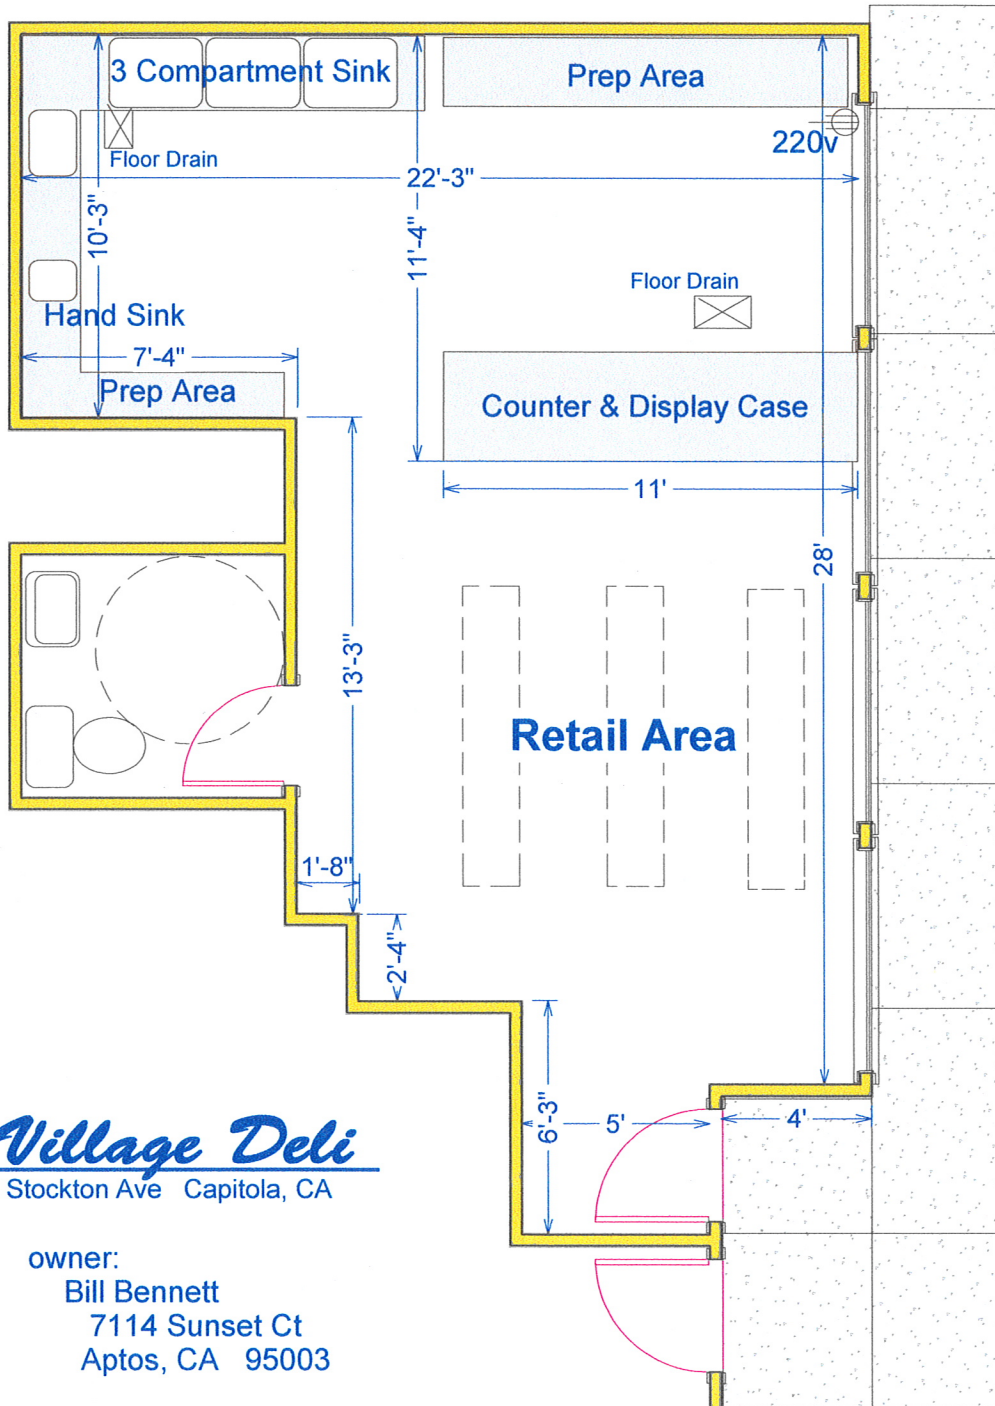 3 Compartment Sink
Prep Area
220v
Floor Drain
22'-3"
10'-3"
11'-4"
Floor Drain
Hand Sink
7'-4"
Prep Area
Counter & Display Case
11'
28'
13'-3"
Retail Area
1'-8"
2'-4"
6'-3"
5'
4'
Village Deli
Stockton Ave Capitola, CA
owner:
Bill Bennett
7114 Sunset Ct
Aptos, CA 95003